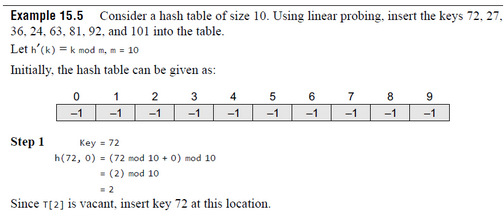 Example 15.5 Consider a hash table of size 10. Using linear probing, insert the keys 72, 27,
36, 24, 63, 81, 92, and 101 into the table.
Let h′(k) = k mod m, m = 10
Initially, the hash table can be given as:
0 1 2 3 4 5 6 7 8 9
–1 –1 –1 –1 –1 –1 –1 –1 –1 –1
Step 1 Key = 72
h(72, 0) = (72 mod 10 + 0) mod 10
= (2) mod 10
= 2
Since T[2] is vacant, insert key 72 at this location.